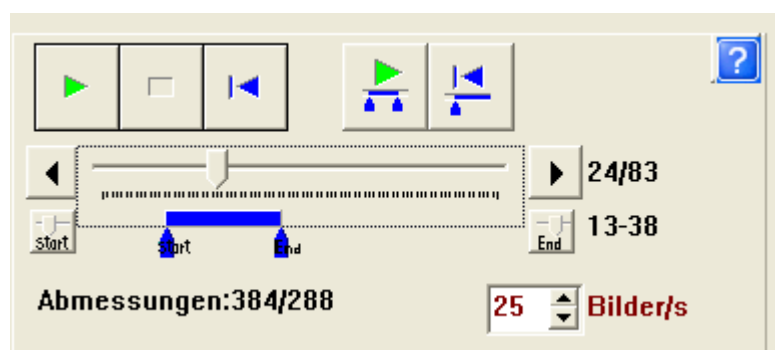 ?
24/83
start
Start
End
End
13-38
Abmessungen:384/288
25
Bilder/s